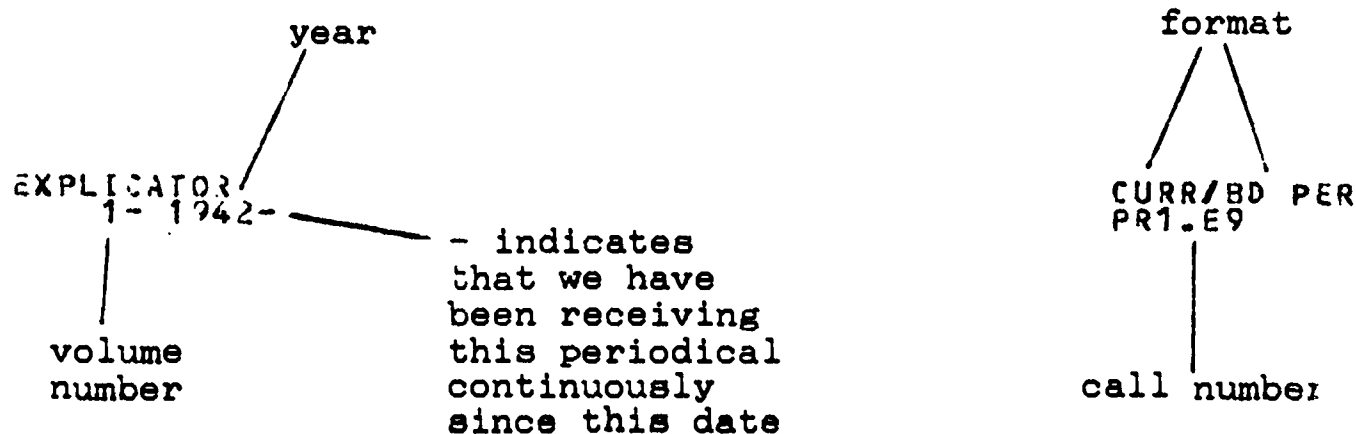 year
format
EXPLICATOR
1- 1942-
CURR/BD PER
PR1.E9
- indicates
that we have
been receiving
this periodical
continuously
since this date
volume
number
call number